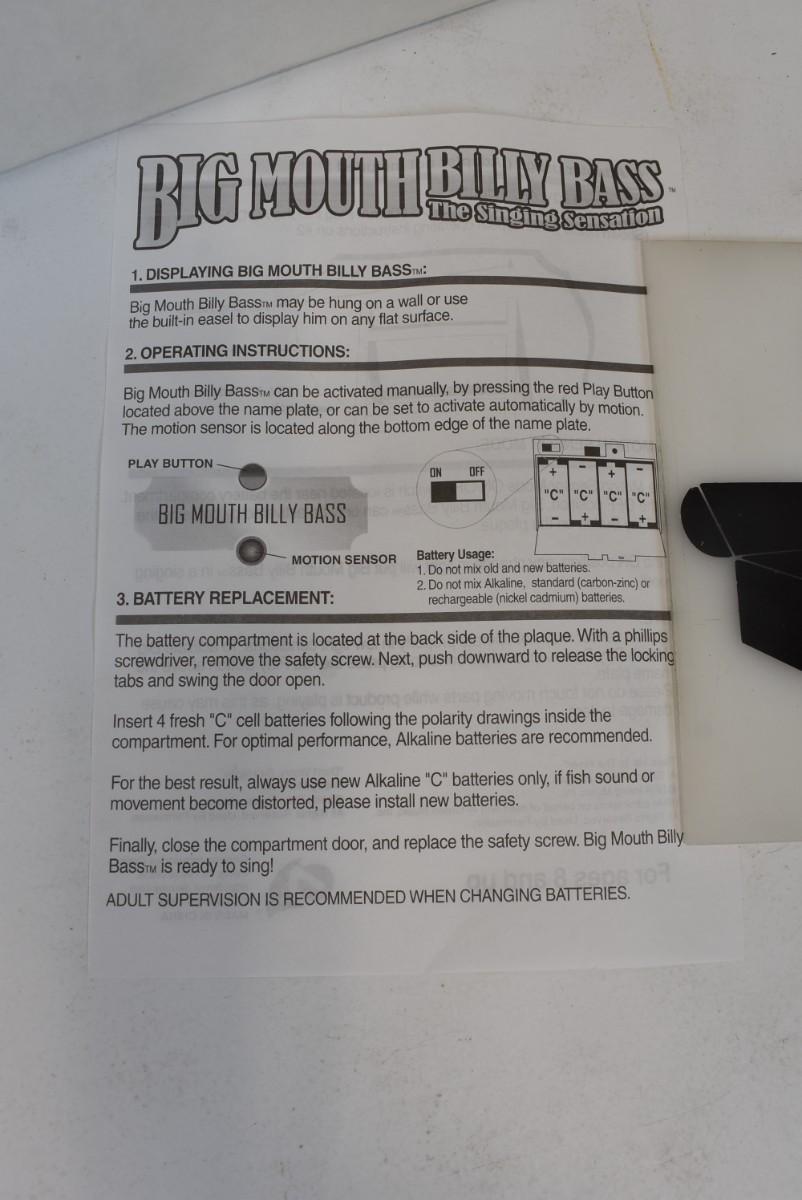 BIG MOUTH BILLY BASS ™
The Singing Sensation
1. DISPLAYING BIG MOUTH BILLY BASS™:
Big Mouth Billy Bass™ may be hung on a wall or use
the built-in easel to display him on any flat surface.
2. OPERATING INSTRUCTIONS:
Big Mouth Billy Bass™ can be activated manually, by pressing the red Play Button
located above the name plate, or can be set to activate automatically by motion.
The motion sensor is located along the bottom edge of the name plate.
PLAY BUTTON
BIG MOUTH BILLY BASS
MOTION SENSOR
ON OFF
+ - + -
"C" "C" "C" "C"
- + - +
Battery Usage:
1. Do not mix old and new batteries.
2. Do not mix Alkaline, standard (carbon-zinc) or
rechargeable (nickel cadmium) batteries.
3. BATTERY REPLACEMENT:
The battery compartment is located at the back side of the plaque. With a phillips
screwdriver, remove the safety screw. Next, push downward to release the locking
tabs and swing the door open.
Insert 4 fresh "C" cell batteries following the polarity drawings inside the
compartment. For optimal performance, Alkaline batteries are recommended.
For the best result, always use new Alkaline "C" batteries only, if fish sound or
movement become distorted, please install new batteries.
Finally, close the compartment door, and replace the safety screw. Big Mouth Billy
Bass™ is ready to sing!
ADULT SUPERVISION IS RECOMMENDED WHEN CHANGING BATTERIES.
For ages 8 and up